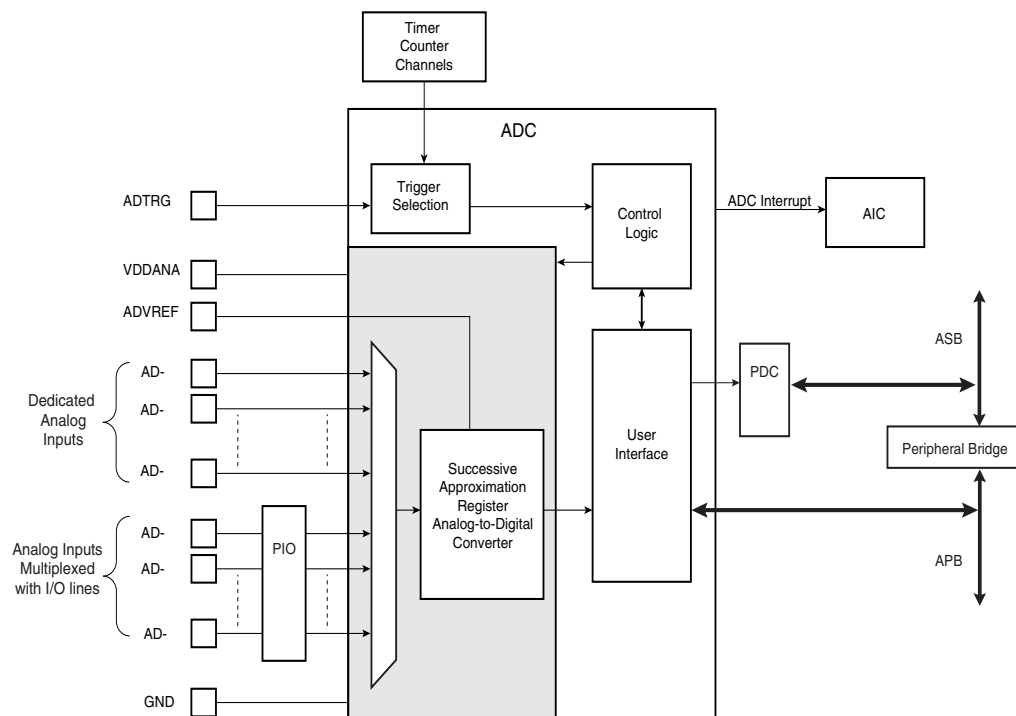 Timer
Counter
Channels
ADC
ADTRG
Trigger
Selection
Control
Logic
ADC Interrupt
AIC
VDDANA
ADVREF
ASB
PDC
Dedicated
Analog
Inputs
AD-
AD-
AD-
User
Interface
Peripheral Bridge
Successive
Approximation
Register
Analog-to-Digital
Converter
Analog Inputs
Multiplexed
with I/O lines
AD-
AD-
AD-
PIO
APB
GND